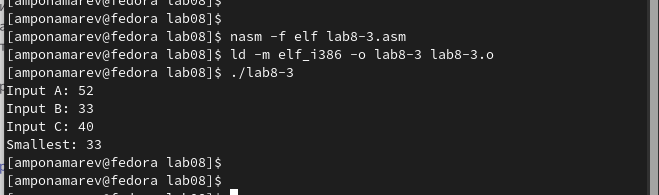 [amponamarev@fedora lab08]$
[amponamarev@fedora lab08]$
[amponamarev@fedora lab08]$ nasm -f elf lab8-3.asm
[amponamarev@fedora lab08]$ ld -m elf_i386 -o lab8-3 lab8-3.o
[amponamarev@fedora lab08]$ ./lab8-3
Input A: 52
Input B: 33
Input C: 40
Smallest: 33
[amponamarev@fedora lab08]$
[amponamarev@fedora lab08]$